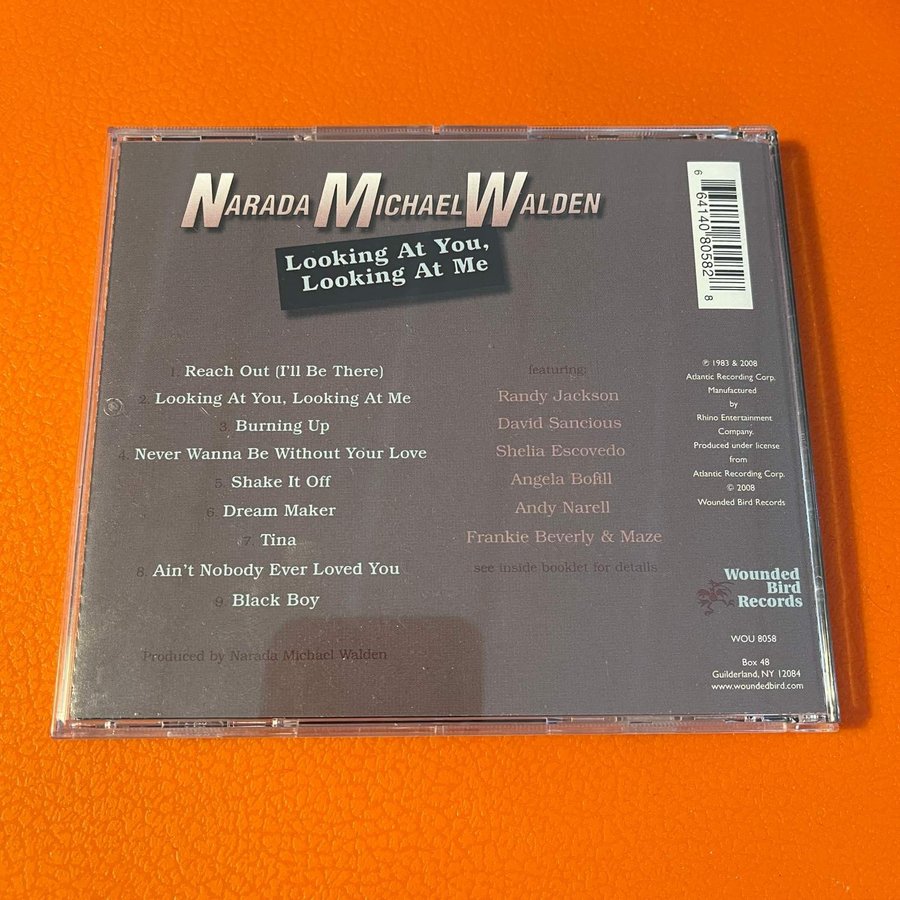 NARADA MICHAEL WALDEN
Looking At You,
Looking At Me
1. Reach Out (I'll Be There)
2. Looking At You, Looking At Me
3. Burning Up
4. Never Wanna Be Without Your Love
5. Shake It Off
6. Dream Maker
7. Tina
8. Ain't Nobody Ever Loved You
9. Black Boy
Produced by Narada Michael Walden
featuring:
Randy Jackson
David Sancious
Shelia Escovedo
Angela Bofill
Andy Narell
Frankie Beverly & Maze
see inside booklet for details
6 64140 80582 8
℗ 1983 & 2008
Atlantic Recording Corp.
Manufactured
by
Rhino Entertainment
Company.
Produced under license
from
Atlantic Recording Corp.
© 2008
Wounded Bird Records
Wounded
Bird
Records
WOU 8058
Box 48
Guilderland, NY 12084
www.woundedbird.com